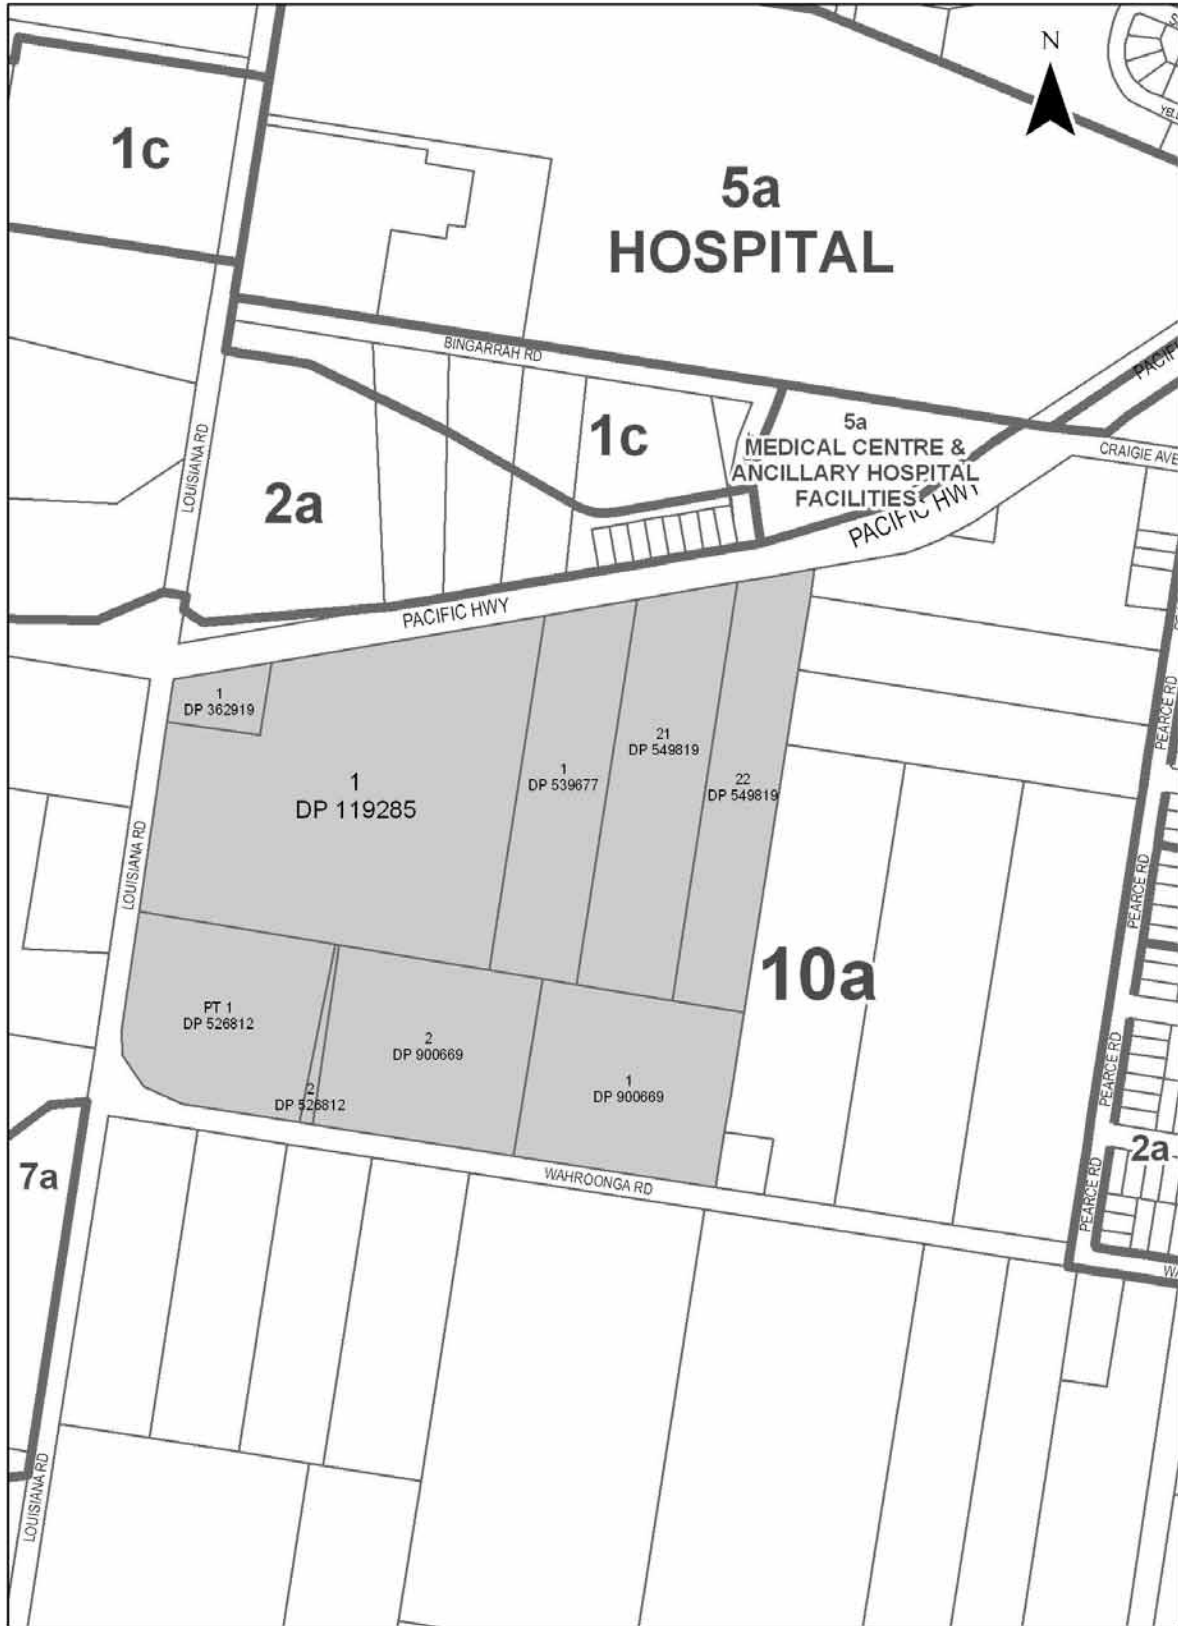 N
1c
5a
HOSPITAL
BINGARRAH RD
PACIFIC
5a
MEDICAL CENTRE &
ANCILLARY HOSPITAL
FACILITIES
1c
CRAIGIE AVE
LOUISIANA RD
2a
PACIFIC HWY
PACIFIC HWY
1
DP 362919
1
DP 119285
1
DP 539677
21
DP 549819
22
DP 549819
PEARCE RD
LOUISIANA RD
PEARCE RD
10a
PT 1
DP 526812
2
DP 900669
1
DP 900669
2
DP 526812
PEARCE RD
7a
2a
WAHROONGA RD
PEARCE RD
WA
LOUISIANA RD